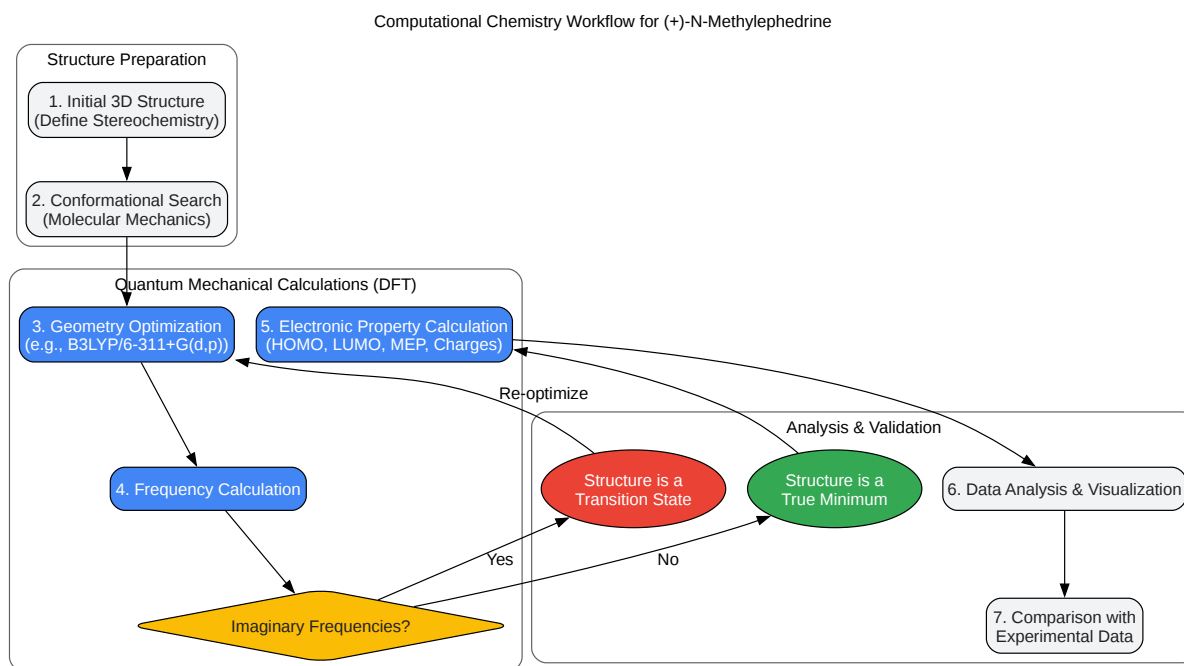 Computational Chemistry Workflow for (+)-N-Methylephedrine
Structure Preparation
1. Initial 3D Structure
(Define Stereochemistry)
2. Conformational Search
(Molecular Mechanics)
Quantum Mechanical Calculations (DFT)
3. Geometry Optimization
(e.g., B3LYP/6-311+G(d,p))
5. Electronic Property Calculation
(HOMO, LUMO, MEP, Charges)
Re-optimize
Analysis & Validation
4. Frequency Calculation
Structure is a
Transition State
Structure is a
True Minimum
6. Data Analysis & Visualization
Yes
No
Imaginary Frequencies?
7. Comparison with
Experimental Data